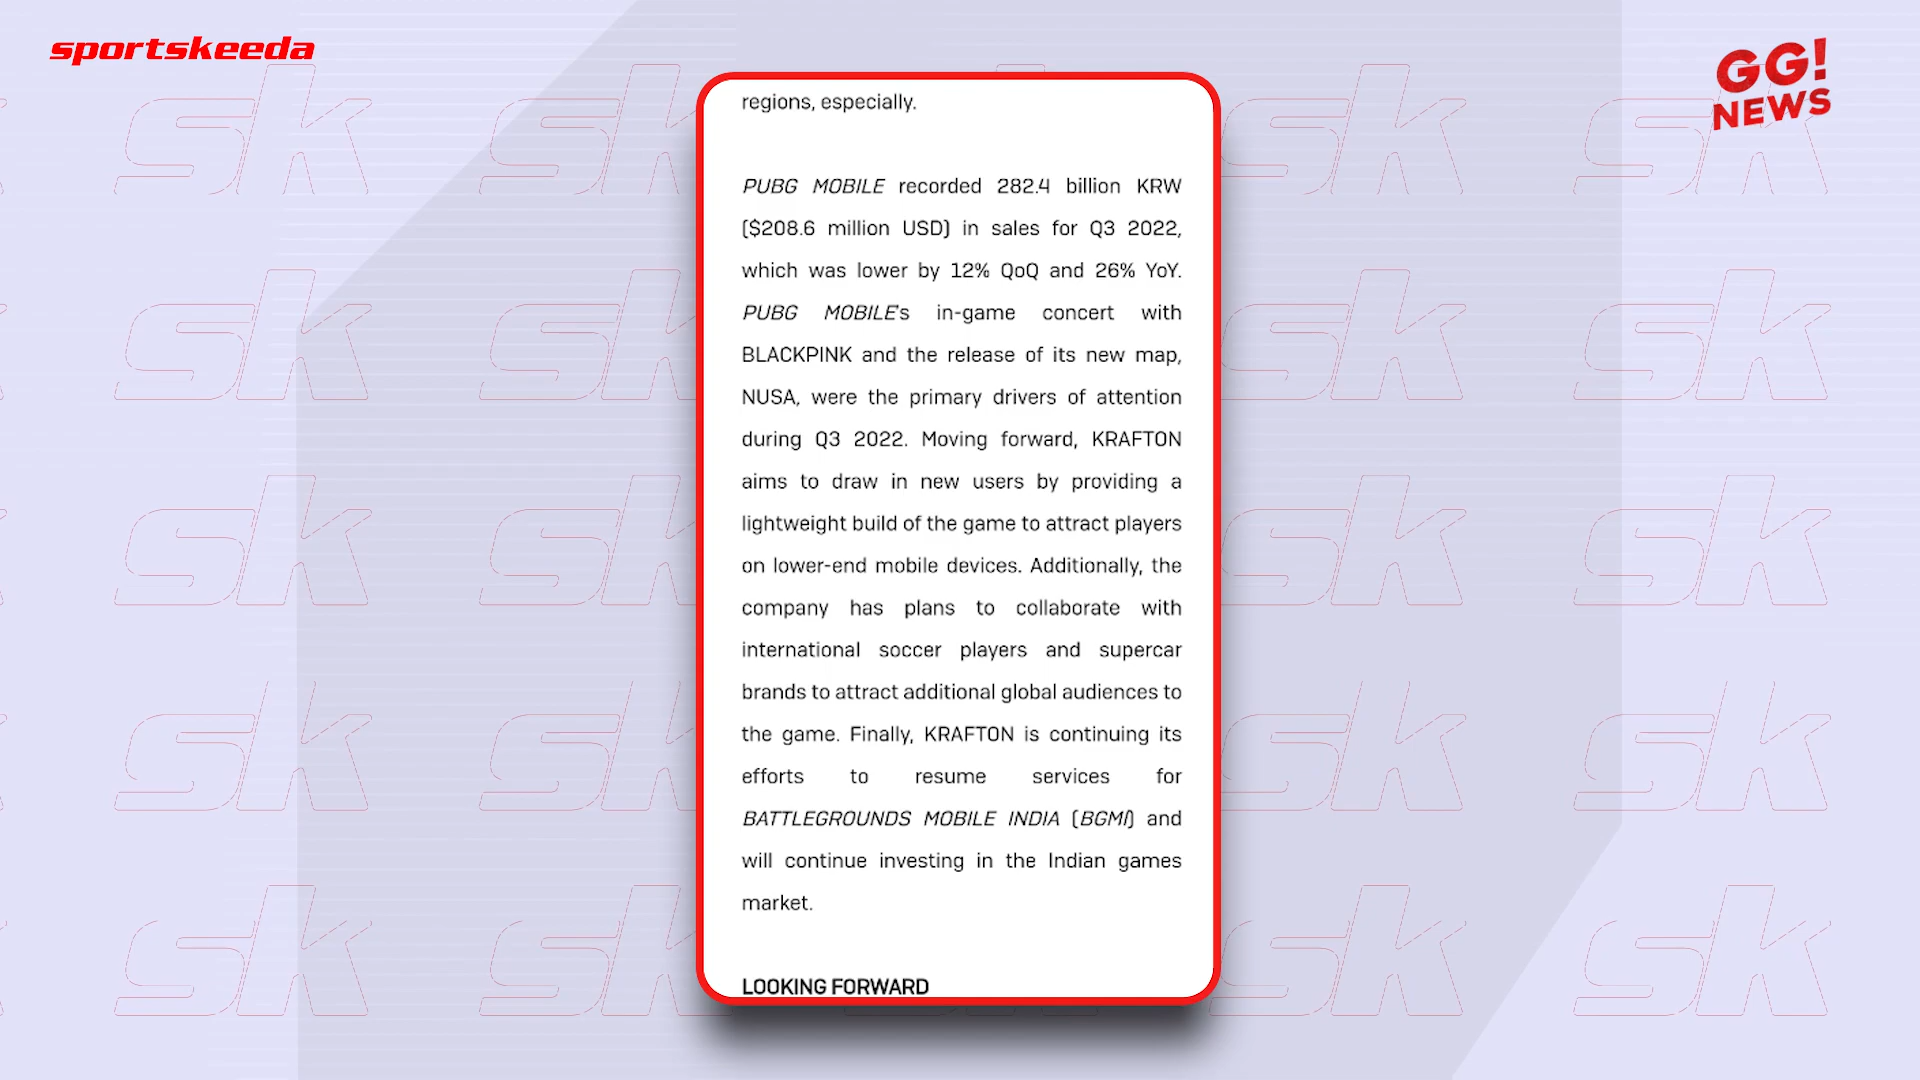 sportskeeda
GG!
NEWS
regions, especially.
PUBG MOBILE recorded 282.4 billion KRW
($208.6 million USD) in sales for Q3 2022,
which was lower by 12% QoQ and 26% YoY.
PUBG MOBILE's in-game concert with
BLACKPINK and the release of its new map,
NUSA, were the primary drivers of attention
during Q3 2022. Moving forward, KRAFTON
aims to draw in new users by providing a
lightweight build of the game to attract players
on lower-end mobile devices. Additionally, the
company has plans to collaborate with
international soccer players and supercar
brands to attract additional global audiences to
the game. Finally, KRAFTON is continuing its
efforts to resume services for
BATTLEGROUNDS MOBILE INDIA (BGMI) and
will continue investing in the Indian games
market.
LOOKING FORWARD